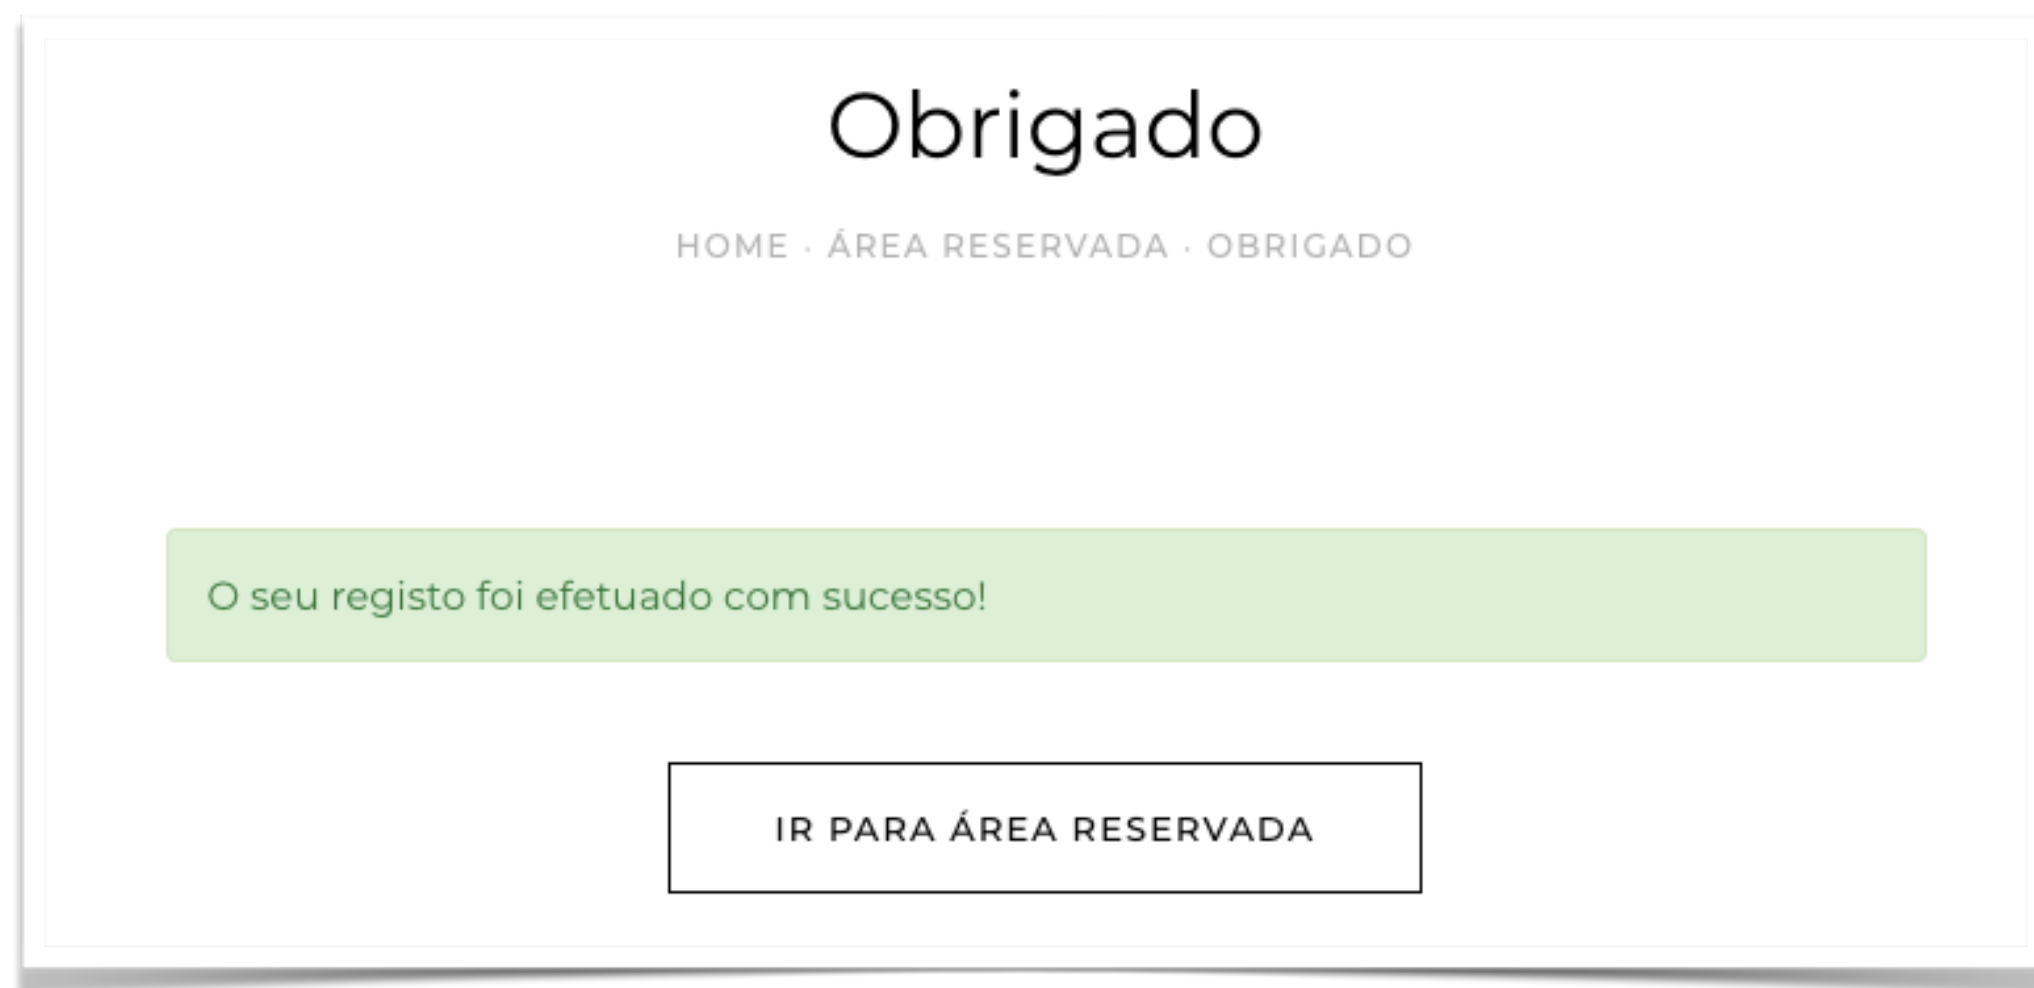 Obrigado
HOME · ÁREA RESERVADA · OBRIGADO
O seu registo foi efetuado com sucesso!
IR PARA ÁREA RESERVADA